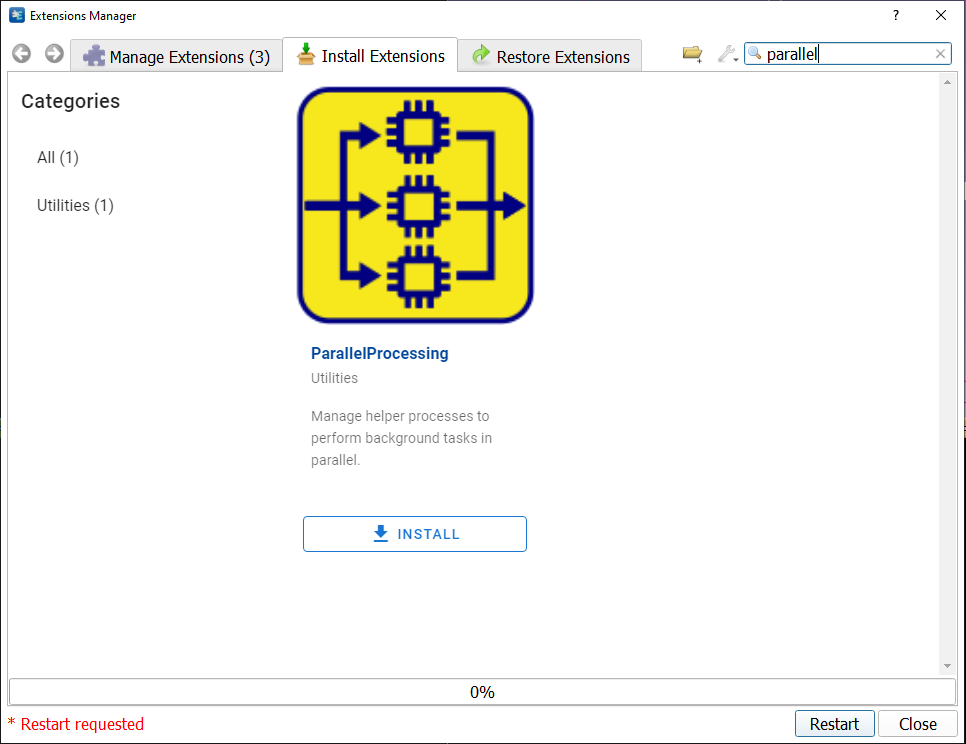 Extensions Manager
?
Manage Extensions (3)
Install Extensions
Restore Extensions
parallel
Categories
All (1)
Utilities (1)
ParallelProcessing
Utilities
Manage helper processes to
perform background tasks in
parallel.
INSTALL
0%
* Restart requested
Restart
Close